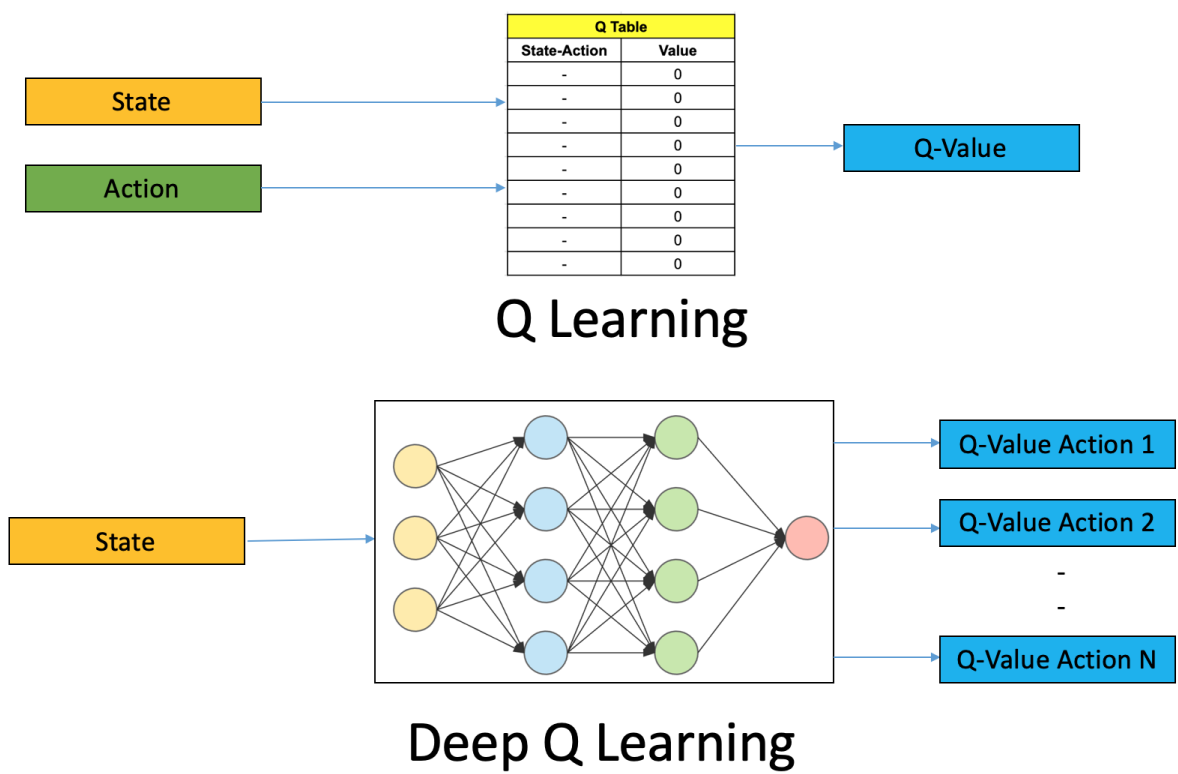 Q Table
State-Action Value
- 0
- 0
- 0
- 0
- 0
- 0
- 0
- 0
- 0
State
Action
Q-Value
Q Learning
State
Q-Value Action 1
Q-Value Action 2
-
-
Q-Value Action N
Deep Q Learning